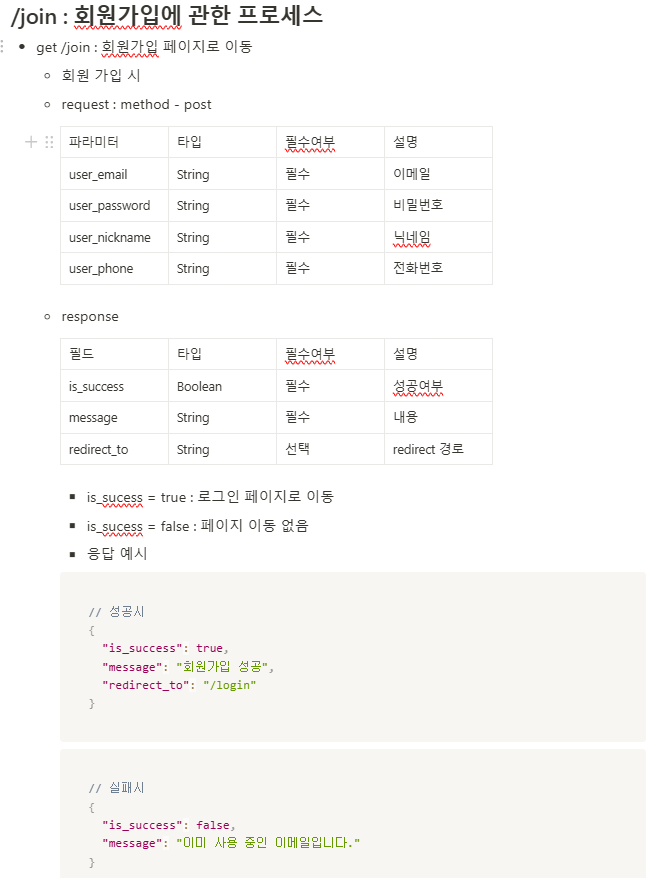 /join : 회원가입에 관한 프로세스
get /join : 회원가입 페이지로 이동
회원 가입 시
request : method - post
파라미터 타입 필수여부 설명
user_email String 필수 이메일
user_password String 필수 비밀번호
user_nickname String 필수 닉네임
user_phone String 필수 전화번호
response
필드 타입 필수여부 설명
is_success Boolean 필수 성공여부
message String 필수 내용
redirect_to String 선택 redirect 경로
is_sucess = true : 로그인 페이지로 이동
is_sucess = false : 페이지 이동 없음
응답 예시
// 성공시
{
"is_success": true,
"message": "회원가입 성공",
"redirect_to": "/login"
}
// 실패시
{
"is_success": false,
"message": "이미 사용 중인 이메일입니다."
}